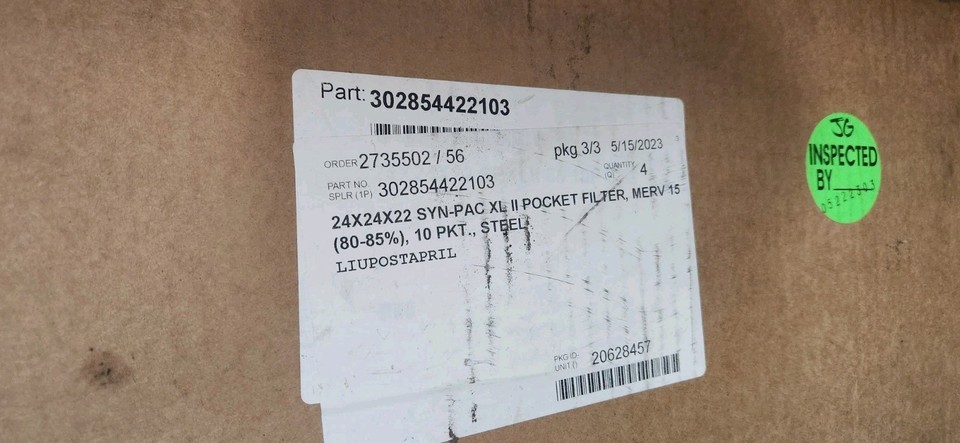 Part: 302854422103
ORDER 2735502 / 56
pkg 3/3 5/15/2023
PART NO
SPLR (1P) 302854422103
QUANTITY
(Q) 4
24X24X22 SYN-PAC XL II POCKET FILTER, MERV 15
(80-85%), 10 PKT., STEEL
LIUPOSTAPRIL
PKG ID-
UNIT () 20628457
JG
INSPECTED
BY